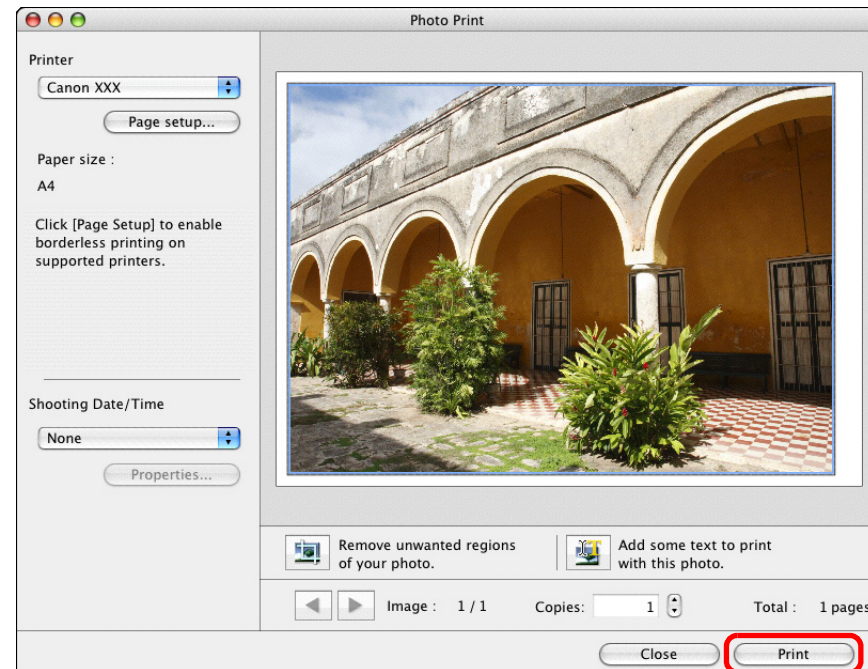 Photo Print
Printer
Canon XXX
Page setup...
Paper size :
A4
Click [Page Setup] to enable
borderless printing on
supported printers.
Shooting Date/Time
None
Properties...
Remove unwanted regions
of your photo.
Add some text to print
with this photo.
Image : 1 / 1 Copies: 1 Total : 1 pages
Close Print